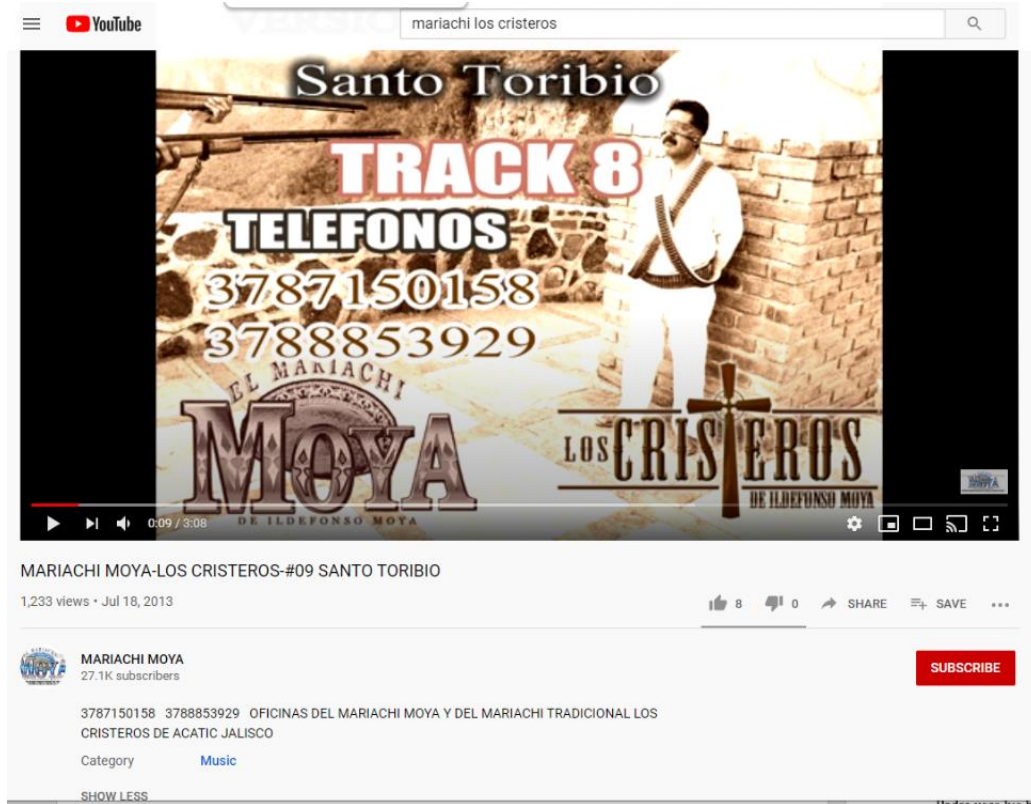 YouTube
mariachi los cristeros
Santo Toribio
TRACK 8
TELEFONOS
3787150158
3788853929
EL MARIACHI
MOYA
DE ILDEFONSO MOYA
LOS CRISTEROS
DE ILDEFONSO MOYA
0:09 / 3:08
MARIACHI MOYA-LOS CRISTEROS-#09 SANTO TORIBIO
1,233 views • Jul 18, 2013
8 0 SHARE SAVE
MARIACHI MOYA
27.1K subscribers
SUBSCRIBE
3787150158 3788853929 OFICINAS DEL MARIACHI MOYA Y DEL MARIACHI TRADICIONAL LOS
CRISTEROS DE ACATIC JALISCO
Category Music
SHOW LESS